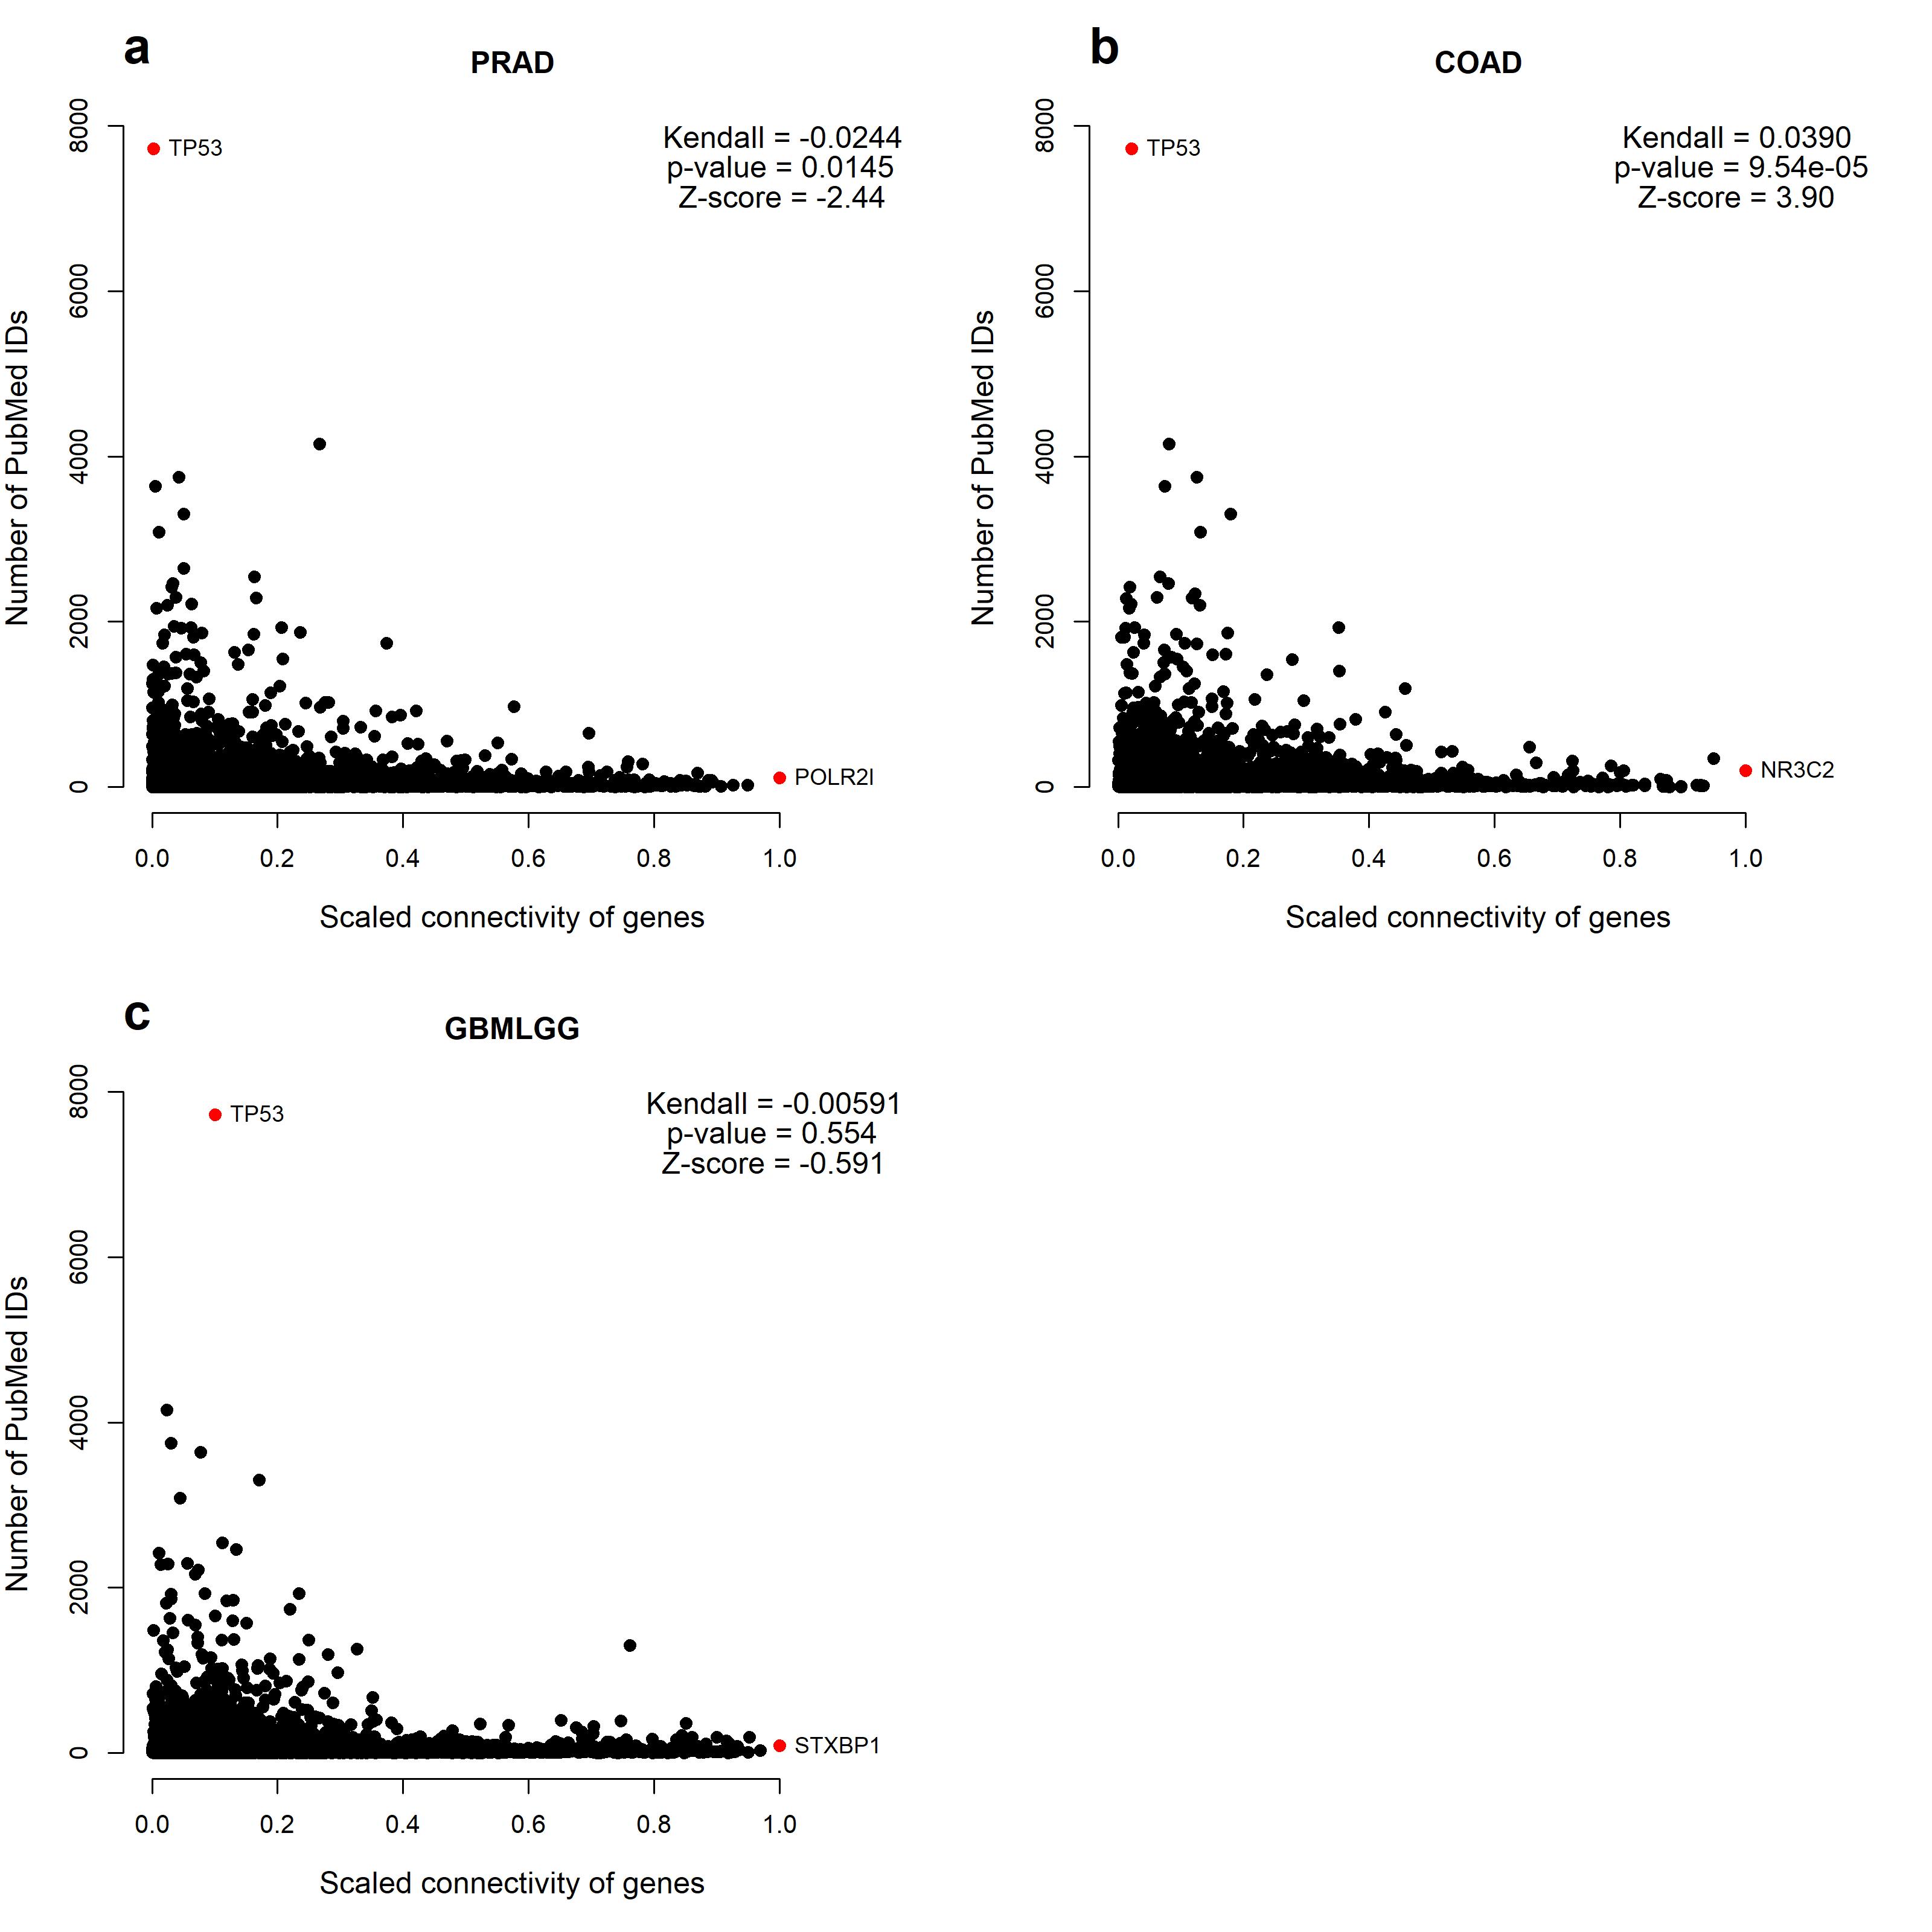 a
PRAD
Number of PubMed IDs
8000
6000
4000
2000
0
TP53
Kendall = -0.0244
p-value = 0.0145
Z-score = -2.44
POLR2I
0.0 0.2 0.4 0.6 0.8 1.0
Scaled connectivity of genes
b
COAD
Number of PubMed IDs
8000
6000
4000
2000
0
TP53
Kendall = 0.0390
p-value = 9.54e-05
Z-score = 3.90
NR3C2
0.0 0.2 0.4 0.6 0.8 1.0
Scaled connectivity of genes
c
GBMLGG
Number of PubMed IDs
8000
6000
4000
2000
0
TP53
Kendall = -0.00591
p-value = 0.554
Z-score = -0.591
STXBP1
0.0 0.2 0.4 0.6 0.8 1.0
Scaled connectivity of genes